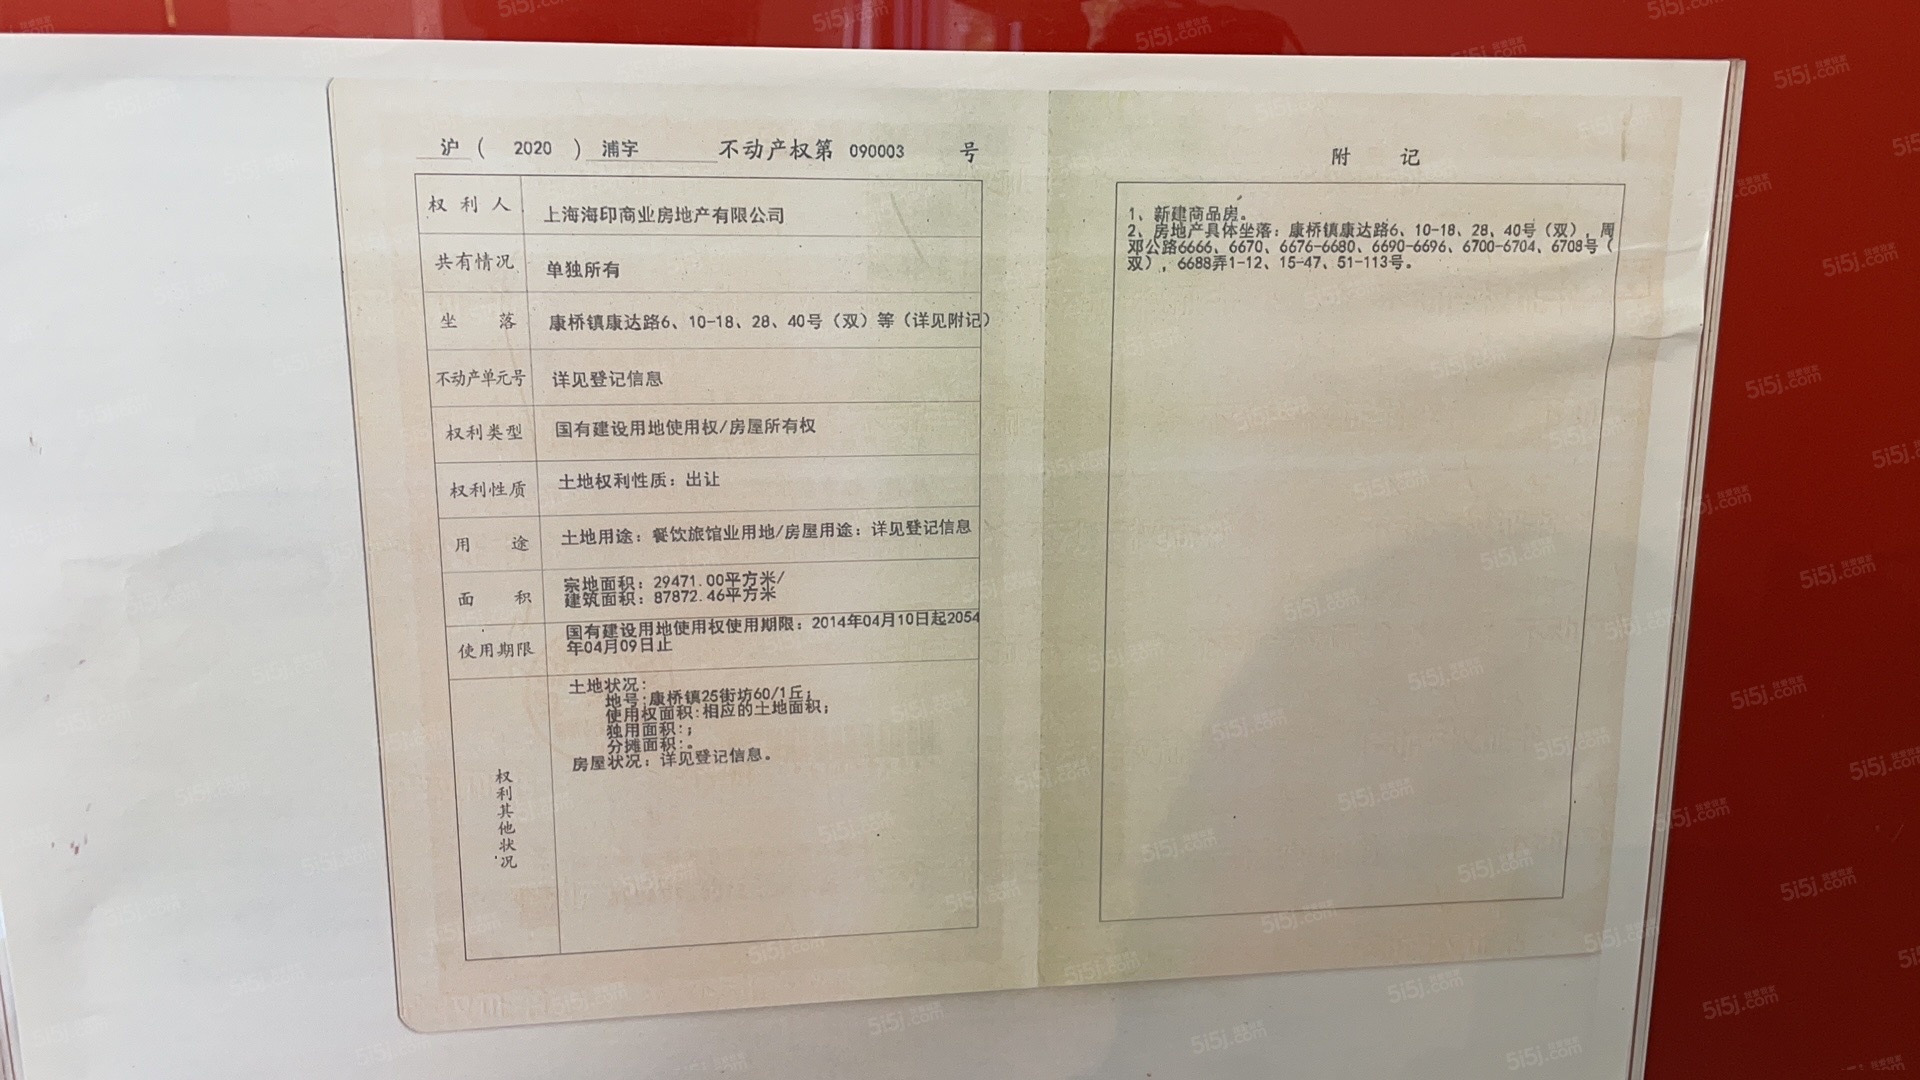 沪（ 2020 ）浦字 不动产权第 090003 号
权利人 上海海印商业房地产有限公司
共有情况 单独所有
坐落 康桥镇康达路6、10-18、28、40号（双）等（详见附记）
不动产单元号 详见登记信息
权利类型 国有建设用地使用权/房屋所有权
权利性质 土地权利性质：出让
用途 土地用途：餐饮旅馆业用地/房屋用途：详见登记信息
面积 宗地面积：29471.00平方米/
建筑面积：87872.46平方米
使用期限 国有建设用地使用权使用期限：2014年04月10日起2054
年04月09日止
权利其他状况
土地状况：
地号:康桥镇25街坊60/1丘；
使用权面积:相应的土地面积；
独用面积:；
分摊面积:。
房屋状况：详见登记信息。
附 记
1、新建商品房。
2、房地产具体坐落：康桥镇康达路6、10-18、28、40号（双），周
邓公路6666、6670、6676-6680、6690-6696、6700-6704、6708号（
双），6688弄1-12、15-47、51-113号。
5i5j.com 我爱我家